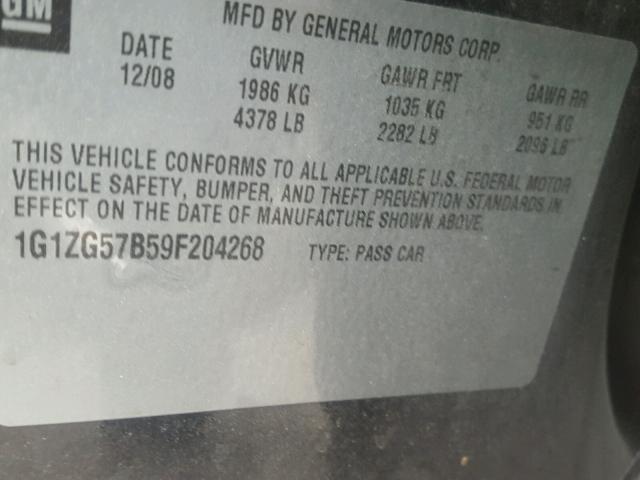 GM
MFD BY GENERAL MOTORS CORP.
DATE GVWR GAWR FRT GAWR RR
12/08 1986 KG 1035 KG 951 KG
4378 LB 2282 LB 2096 LB
THIS VEHICLE CONFORMS TO ALL APPLICABLE U.S. FEDERAL MOTOR
VEHICLE SAFETY, BUMPER, AND THEFT PREVENTION STANDARDS IN
EFFECT ON THE DATE OF MANUFACTURE SHOWN ABOVE.
1G1ZG57B59F204268 TYPE: PASS CAR